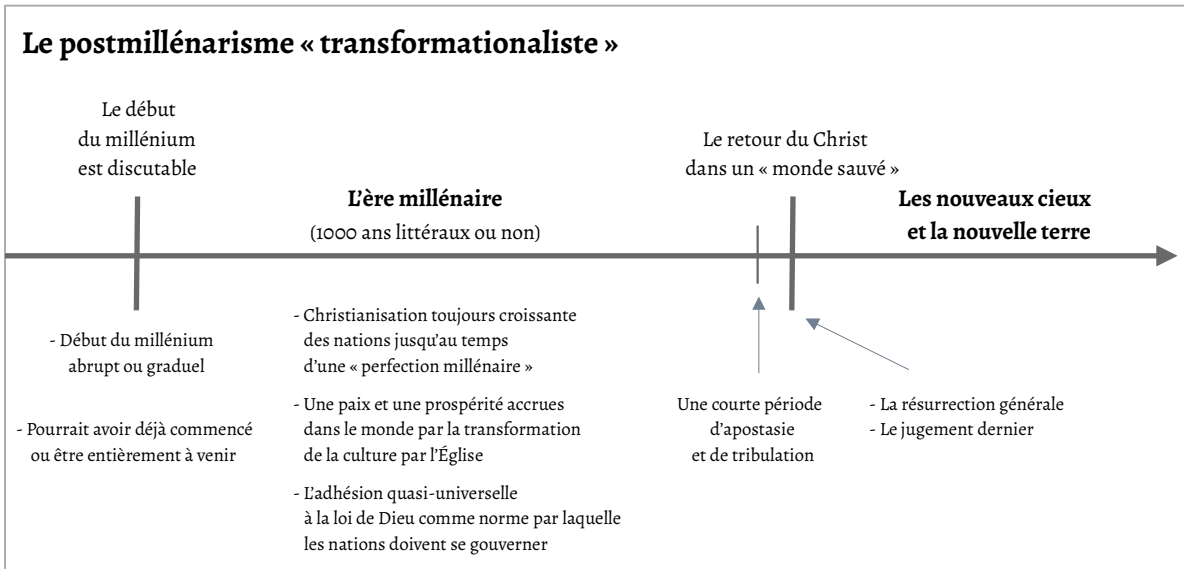 Le postmillénarisme « transformationaliste »
Le début
du millénium
est discutable
Le retour du Christ
dans un « monde sauvé »
L'ère millénaire
(1000 ans littéraux ou non)
Les nouveaux cieux
et la nouvelle terre
- Début du millénium
abrupt ou graduel
- Pourrait avoir déjà commencé
ou être entièrement à venir
- Christianisation toujours croissante
des nations jusqu'au temps
d'une « perfection millénaire »
- Une paix et une prospérité accrues
dans le monde par la transformation
de la culture par l'Église
- L'adhésion quasi-universelle
à la loi de Dieu comme norme par laquelle
les nations doivent se gouverner
Une courte période
d'apostasie
et de tribulation
- La résurrection générale
- Le jugement dernier